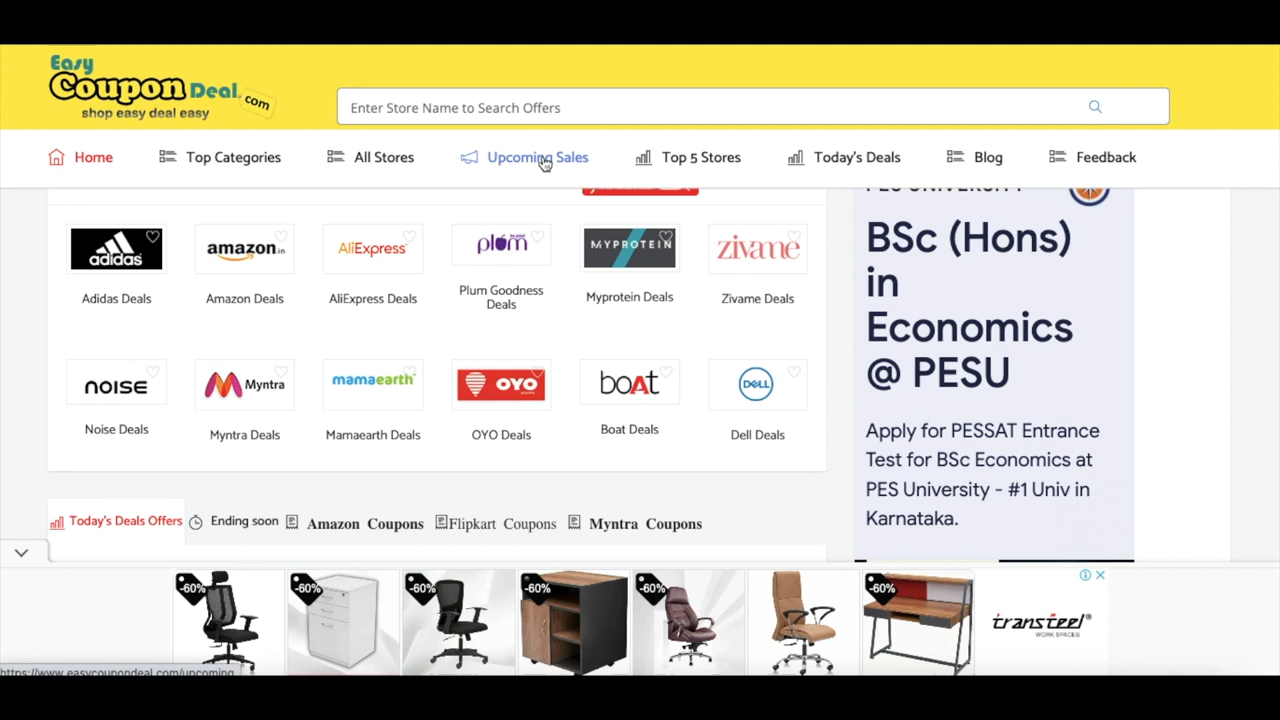 Easy
Coupon Deal
.com
shop easy deal easy
Enter Store Name to Search Offers
Home
Top Categories
All Stores
Upcoming Sales
Top 5 Stores
Today's Deals
Blog
Feedback
adidas
amazon.in
AliExpress
plum
MYPROTEIN
zivame
Adidas Deals
Amazon Deals
AliExpress Deals
Plum Goodness
Deals
Myprotein Deals
Zivame Deals
noise
Myntra
mamaearth
OYO
boAt
DELL
Noise Deals
Myntra Deals
Mamaearth Deals
OYO Deals
Boat Deals
Dell Deals
PES UNIVERSITY
BSc (Hons)
in
Economics
@ PESU
Apply for PESSAT Entrance
Test for BSc Economics at
PES University - #1 Univ in
Karnataka.
Today's Deals Offers
Ending soon
Amazon Coupons
Flipkart Coupons
Myntra Coupons
-60%
-60%
-60%
-60%
-60%
-60%
transteel®
WORK SPACES
https://www.easycoupondeal.com/upcoming